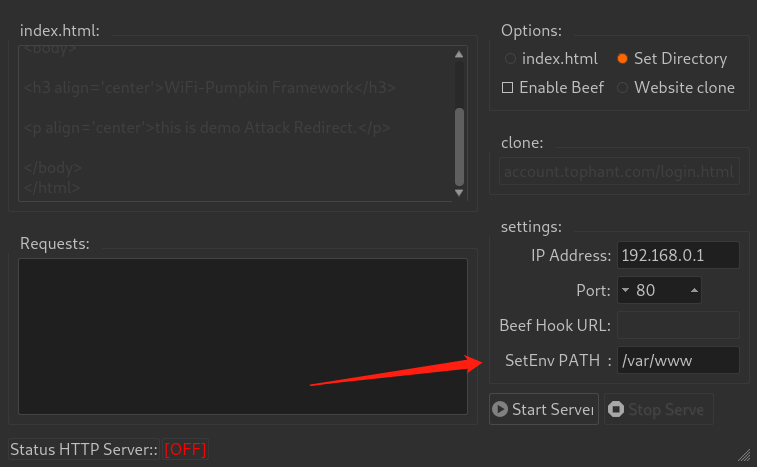 index.html:
<body>
<h3 align='center'>WiFi-Pumpkin Framework</h3>
<p align='center'>this is demo Attack Redirect.</p>
</body>
</html>
Requests:
Status HTTP Server:: [OFF]
Options:
index.html Set Directory
Enable Beef Website clone
clone:
account.tophant.com/login.html
settings:
IP Address: 192.168.0.1
Port: 80
Beef Hook URL:
SetEnv PATH : /var/www
Start Server Stop Serve